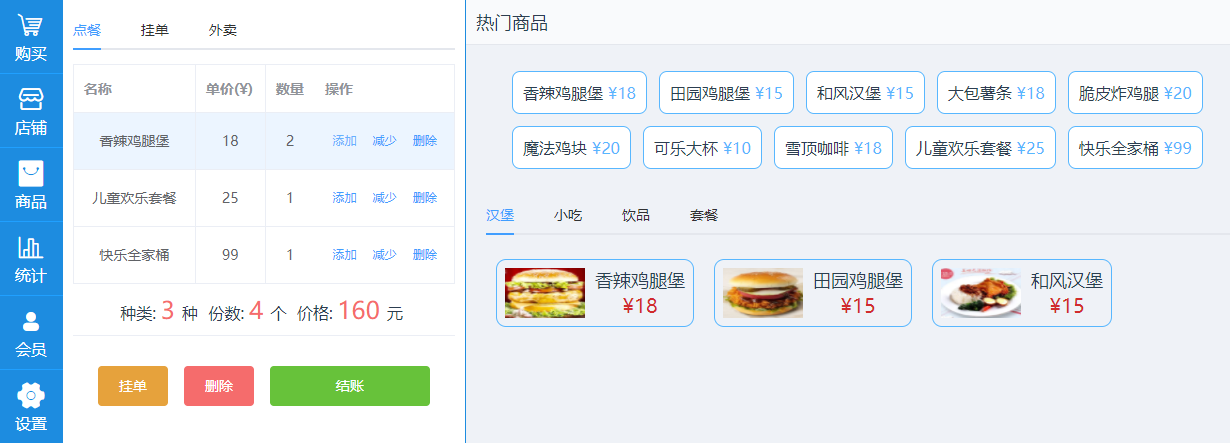 购买
店铺
商品
统计
会员
设置
点餐 挂单 外卖
名称 单价(¥) 数量 操作
香辣鸡腿堡 18 2 添加 减少 删除
儿童欢乐套餐 25 1 添加 减少 删除
快乐全家桶 99 1 添加 减少 删除
种类: 3 种 份数: 4 个 价格: 160 元
挂单 删除 结账
热门商品
香辣鸡腿堡 ¥18 田园鸡腿堡 ¥15 和风汉堡 ¥15 大包薯条 ¥18 脆皮炸鸡腿 ¥20
魔法鸡块 ¥20 可乐大杯 ¥10 雪顶咖啡 ¥18 儿童欢乐套餐 ¥25 快乐全家桶 ¥99
汉堡 小吃 饮品 套餐
香辣鸡腿堡 田园鸡腿堡 和风汉堡
¥18 ¥15 ¥15